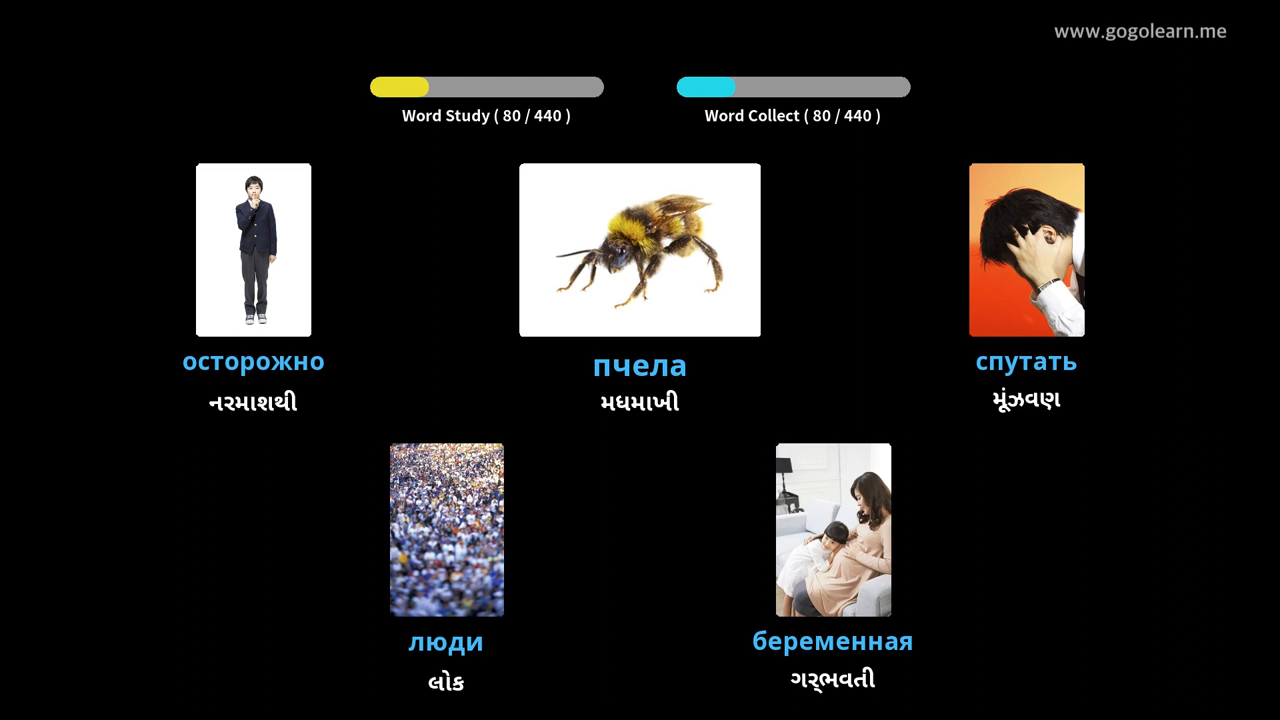 www.gogolearn.me
Word Study ( 80 / 440 )
Word Collect ( 80 / 440 )
осторожно
નરમાશથી
пчела
મધમાખી
спутать
મૂંઝવણ
люди
લોક
беременная
ગર્ભવતી